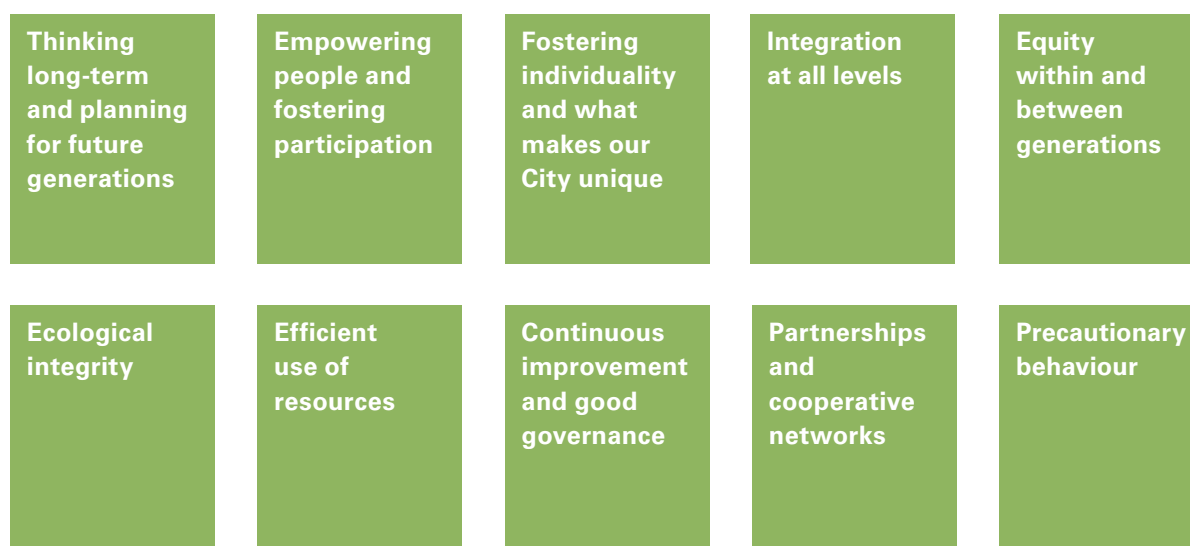 Thinking
long-term
and planning
for future
generations
Empowering
people and
fostering
participation
Fostering
individuality
and what
makes our
City unique
Integration
at all levels
Equity
within and
between
generations
Ecological
integrity
Efficient
use of
resources
Continuous
improvement
and good
governance
Partnerships
and
cooperative
networks
Precautionary
behaviour